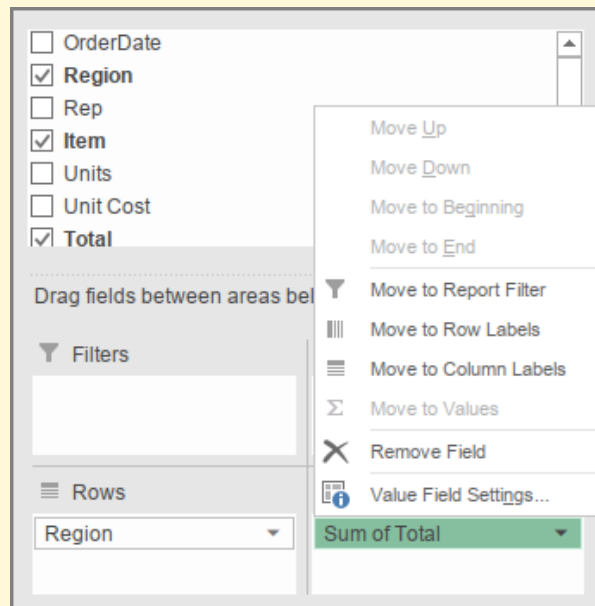 OrderDate
Region
Rep
Item
Units
Unit Cost
Total
Drag fields between areas bel
Filters
Rows
Region
Move Up
Move Down
Move to Beginning
Move to End
Move to Report Filter
Move to Row Labels
Move to Column Labels
Σ Move to Values
Remove Field
Value Field Settings...
Sum of Total